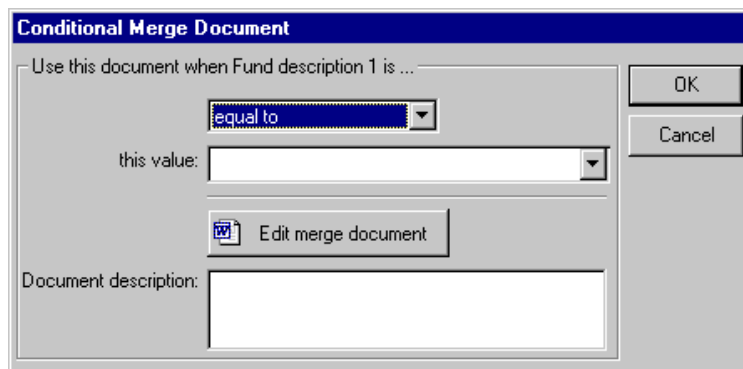 Conditional Merge Document
Use this document when Fund description 1 is ...
OK
equal to
Cancel
this value:
Edit merge document
Document description: